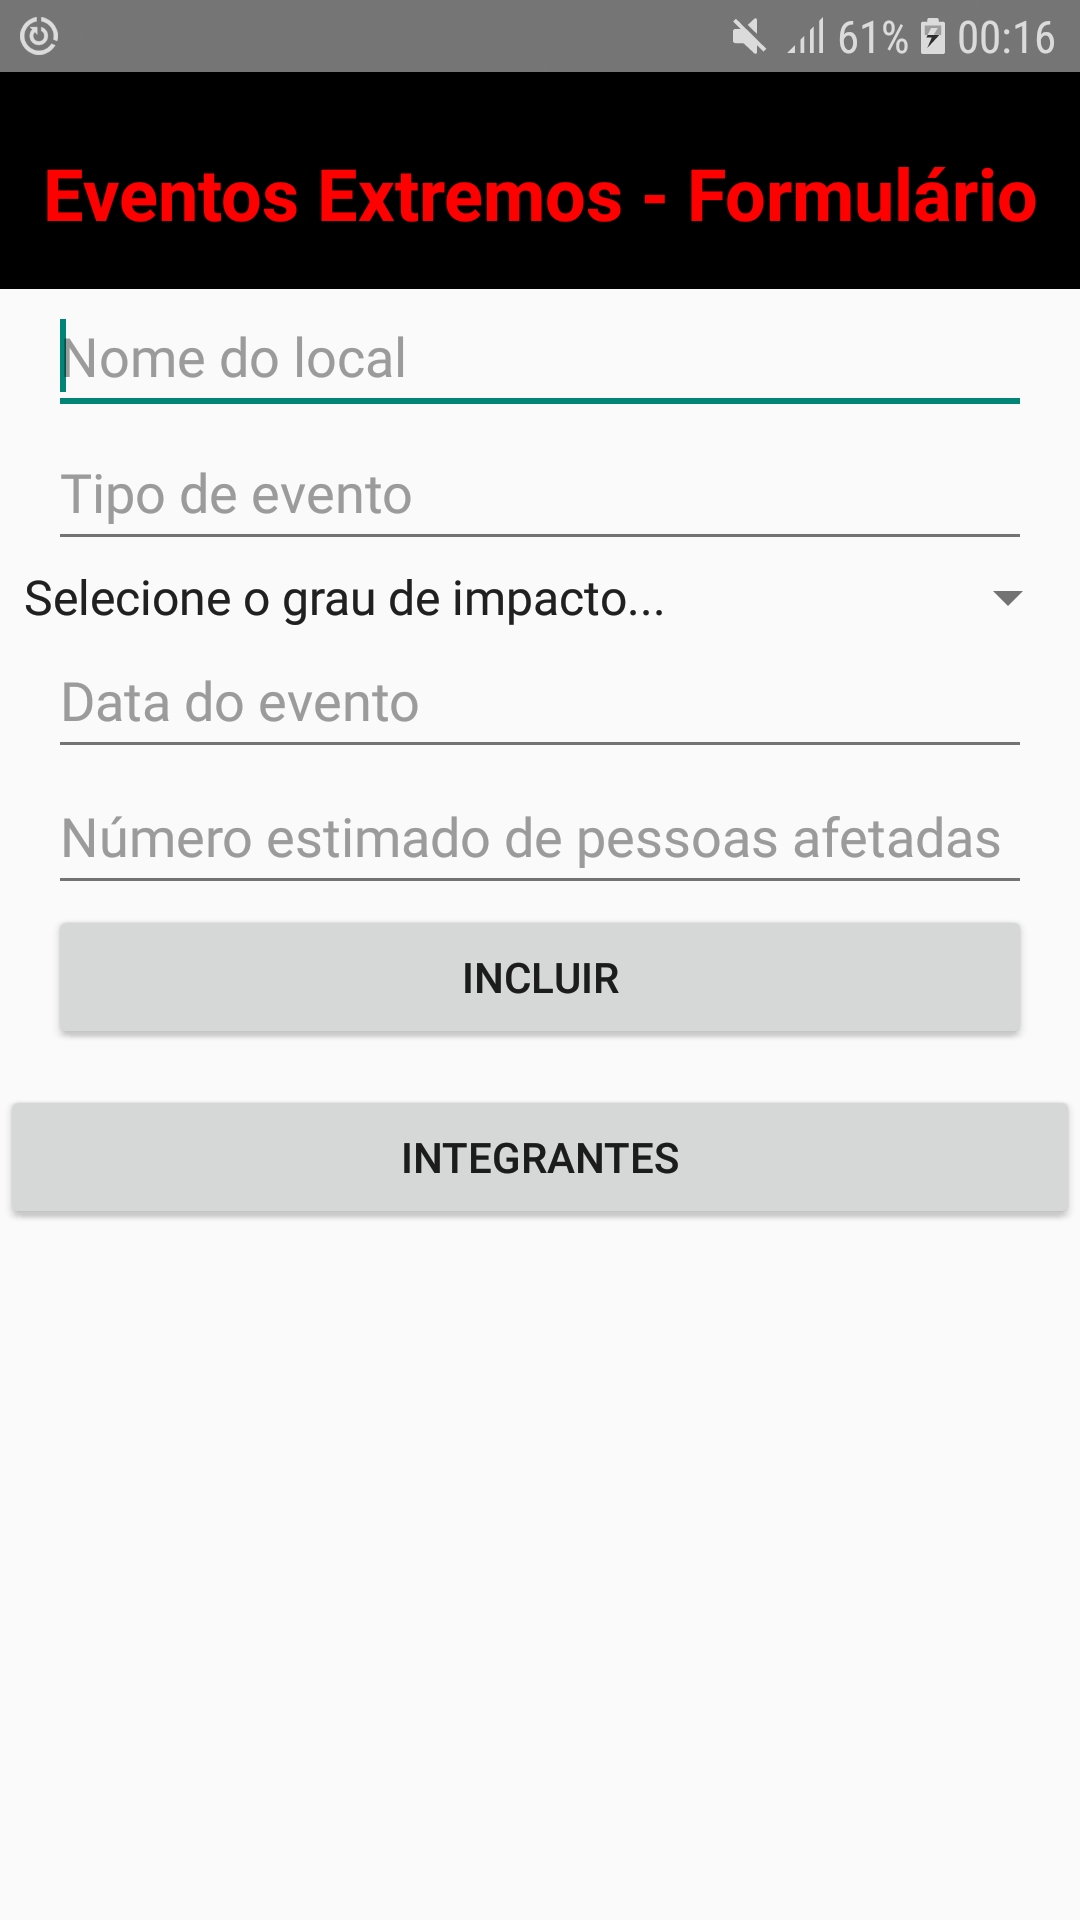 61% 00:16
Eventos Extremos - Formulário
Nome do local
Tipo de evento
Selecione o grau de impacto...
Data do evento
Número estimado de pessoas afetadas
INCLUIR
INTEGRANTES